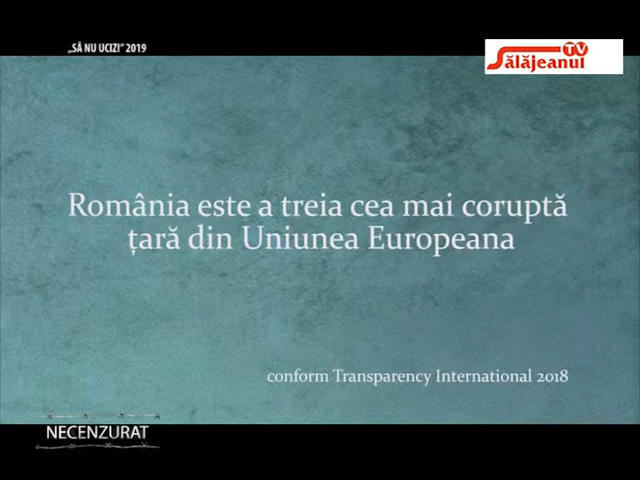 „SĂ NU UCIZI" 2019
Sălăjeanul TV
România este a treia cea mai coruptă
țară din Uniunea Europeana
conform Transparency International 2018
NECENZURAT